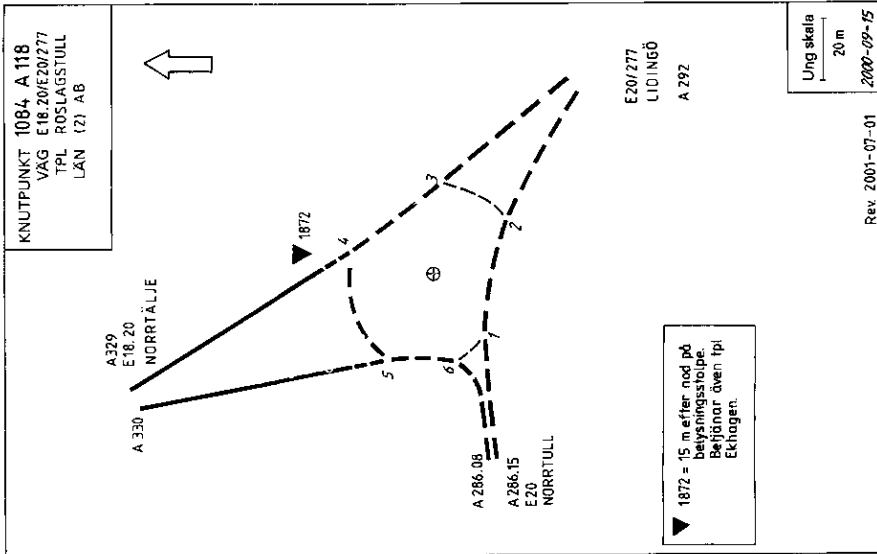 KNUTPUNKT 1084 A 118
VÄG E18.20/E20/277
TPL ROSLAGSTULL
LÄN (2) AB
A329
E18.20
NORRTÄLJE
A 330
1872
4
3
5
6
1
2
A 286.08
A 286.15
E20
NORRTULL
E20/277
LIDINGÖ
A 292
1872 = 15 m efter nod på
belysningsstolpe.
Betjänar även tpl
Ekhagen.
Ung skala
20 m
2000-09-15
Rev. 2001-07-01